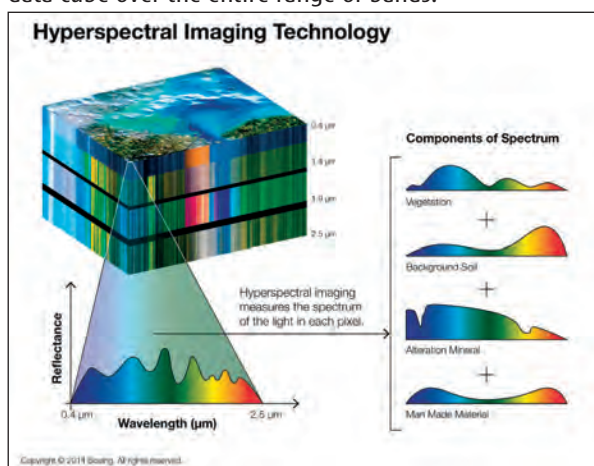 data cube over the entire range of bands.
Hyperspectral Imaging Technology
0.4 µm
1.4 µm
1.9 µm
2.5 µm
Hyperspectral imaging
measures the spectrum
of the light in each pixel.
Reflectance
0.4 µm
2.5 µm
Wavelength (µm)
Components of Spectrum
Vegetation
+
Background Soil
+
Alteration Mineral
+
Man Made Material
Copyright © 2014 Boeing. All rights reserved.